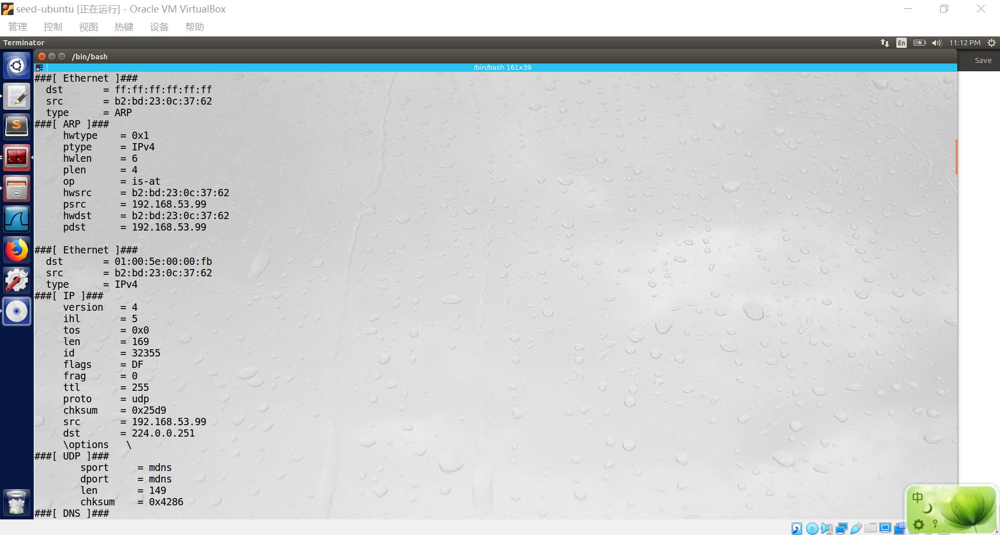 seed-ubuntu [正在运行] - Oracle VM VirtualBox
管理 控制 视图 热键 设备 帮助
Terminator En 11:12 PM
/bin/bash Save
/bin/bash 161x39
###[ Ethernet ]###
dst = ff:ff:ff:ff:ff:ff
src = b2:bd:23:0c:37:62
type = ARP
###[ ARP ]###
hwtype = 0x1
ptype = IPv4
hwlen = 6
plen = 4
op = is-at
hwsrc = b2:bd:23:0c:37:62
psrc = 192.168.53.99
hwdst = b2:bd:23:0c:37:62
pdst = 192.168.53.99
###[ Ethernet ]###
dst = 01:00:5e:00:00:fb
src = b2:bd:23:0c:37:62
type = IPv4
###[ IP ]###
version = 4
ihl = 5
tos = 0x0
len = 169
id = 32355
flags = DF
frag = 0
ttl = 255
proto = udp
chksum = 0x25d9
src = 192.168.53.99
dst = 224.0.0.251
\options \
###[ UDP ]###
sport = mdns
dport = mdns
len = 149
chksum = 0x4286
###[ DNS ]###
中